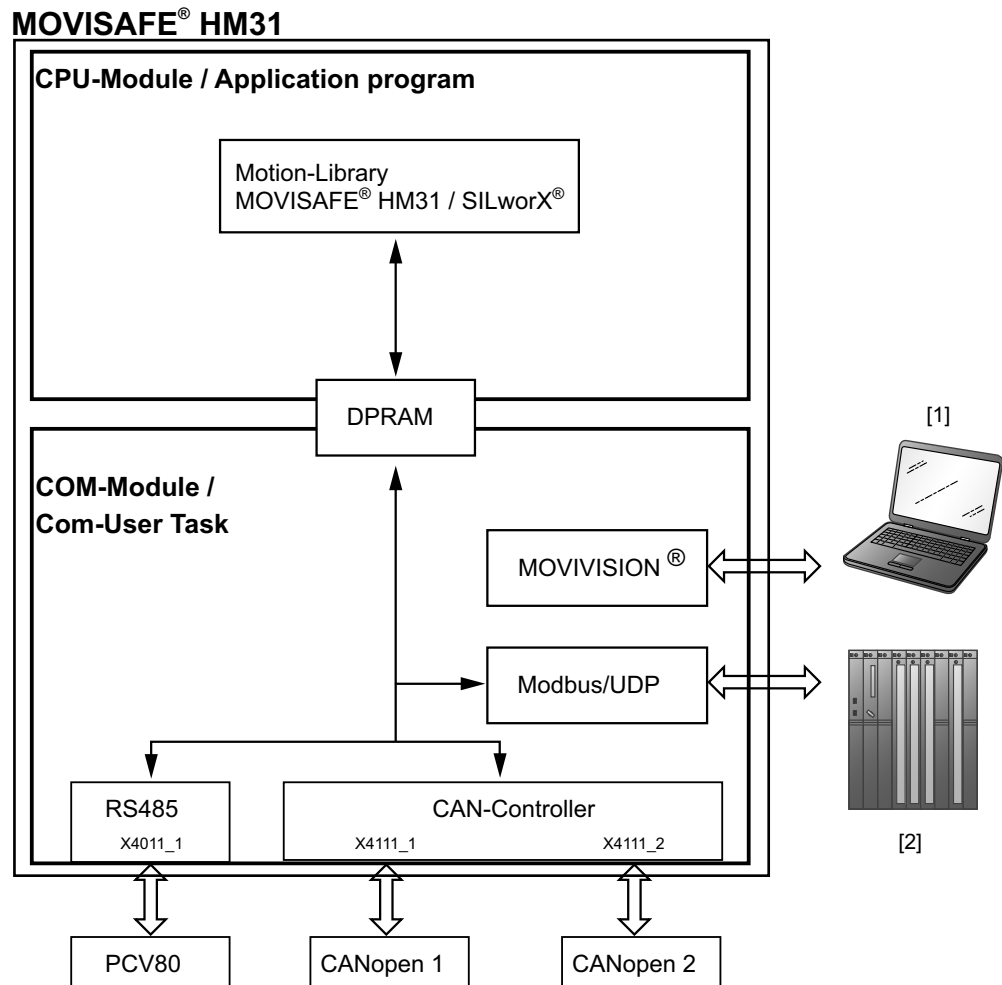 MOVISAFE® HM31
CPU-Module / Application program
Motion-Library
MOVISAFE® HM31 / SILworX®
DPRAM
[1]
COM-Module /
Com-User Task
MOVIVISION ®
Modbus/UDP
RS485
X4011_1
CAN-Controller
X4111_1
X4111_2
[2]
PCV80
CANopen 1
CANopen 2